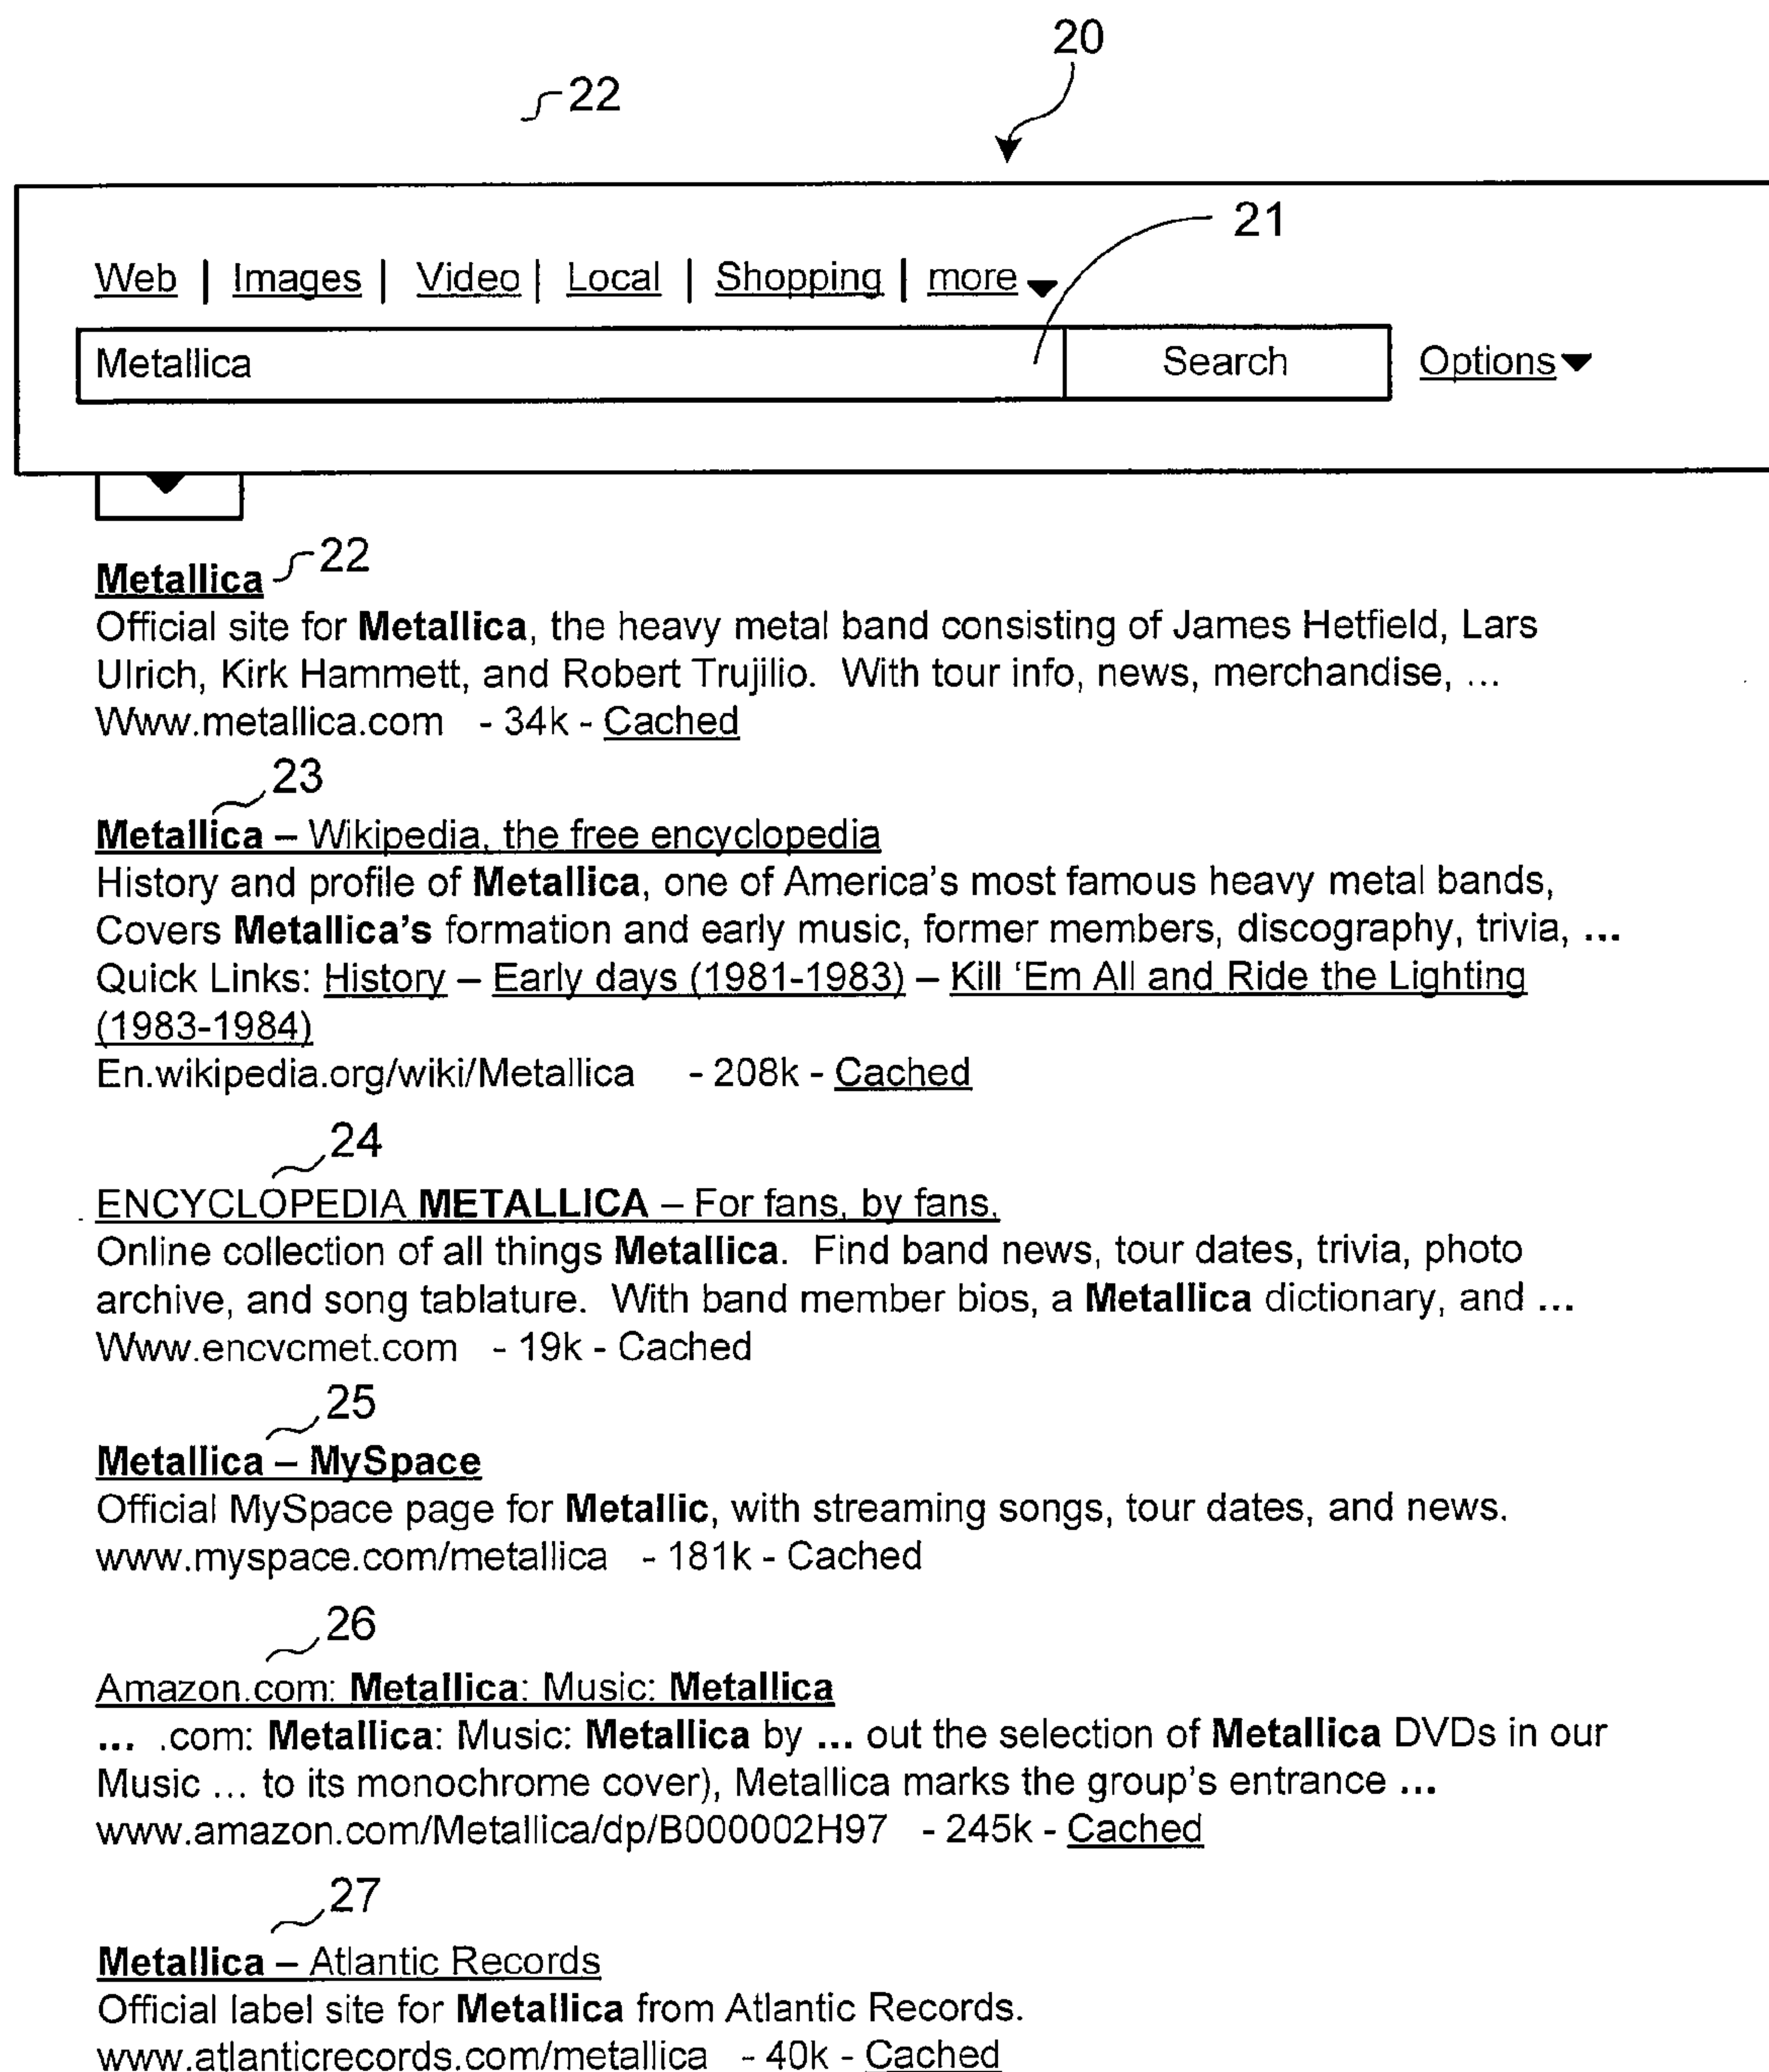 20
22
21
Web | Images | Video | Local | Shopping | more
Metallica Search Options
Metallica 22
Official site for Metallica, the heavy metal band consisting of James Hetfield, Lars
Ulrich, Kirk Hammett, and Robert Trujilio. With tour info, news, merchandise, ...
Www.metallica.com - 34k - Cached
23
Metallica – Wikipedia, the free encyclopedia
History and profile of Metallica, one of America's most famous heavy metal bands,
Covers Metallica's formation and early music, former members, discography, trivia, ...
Quick Links: History – Early days (1981-1983) – Kill ‘Em All and Ride the Lighting
(1983-1984)
En.wikipedia.org/wiki/Metallica - 208k - Cached
24
ENCYCLOPEDIA METALLICA – For fans, by fans,
Online collection of all things Metallica. Find band news, tour dates, trivia, photo
archive, and song tablature. With band member bios, a Metallica dictionary, and ...
Www.encvcmet.com - 19k - Cached
25
Metallica – MySpace
Official MySpace page for Metallic, with streaming songs, tour dates, and news.
www.myspace.com/metallica - 181k - Cached
26
Amazon.com: Metallica: Music: Metallica
... .com: Metallica: Music: Metallica by ... out the selection of Metallica DVDs in our
Music ... to its monochrome cover), Metallica marks the group's entrance ...
www.amazon.com/Metallica/dp/B000002H97 - 245k - Cached
27
Metallica – Atlantic Records
Official label site for Metallica from Atlantic Records.
www.atlanticrecords.com/metallica - 40k - Cached